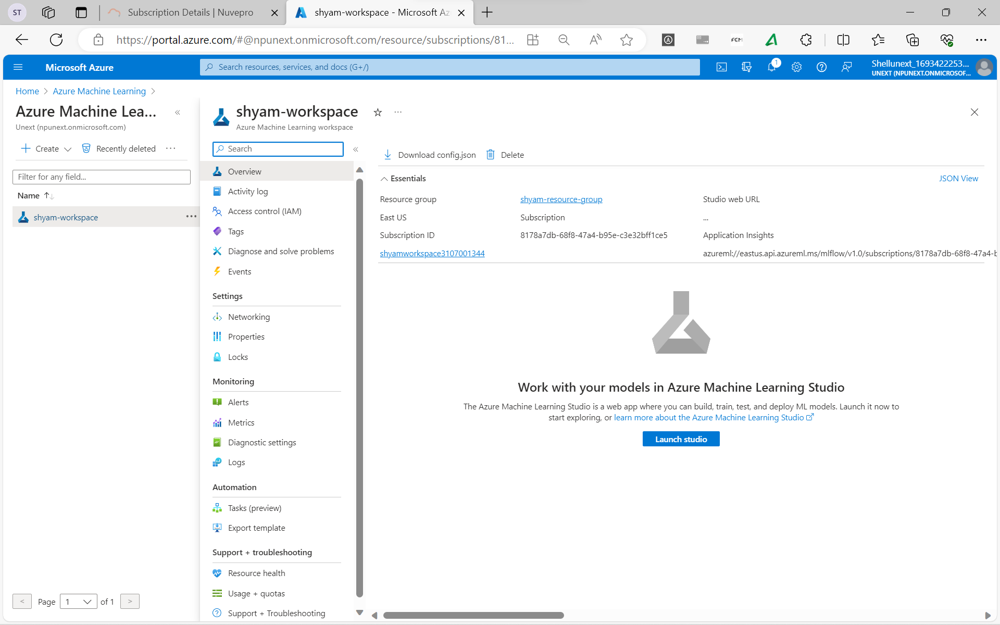 ST
Subscription Details | Nuvepro
shyam-workspace - Microsoft Az
https://portal.azure.com/#@npunext.onmicrosoft.com/resource/subscriptions/81...
FCM
Microsoft Azure
Search resources, services, and docs (G+/)
1
Shellunext_1693422253...
UNEXT (NPUNEXT.ONMICROSOF...
Home > Azure Machine Learning >
Azure Machine Lea...
Unext (npunext.onmicrosoft.com)
Create
Recently deleted
Filter for any field...
Name
shyam-workspace
Page 1 of 1
shyam-workspace
Azure Machine Learning workspace
Search
Overview
Activity log
Access control (IAM)
Tags
Diagnose and solve problems
Events
Settings
Networking
Properties
Locks
Monitoring
Alerts
Metrics
Diagnostic settings
Logs
Automation
Tasks (preview)
Export template
Support + troubleshooting
Resource health
Usage + quotas
Support + Troubleshooting
Download config.json
Delete
Essentials
JSON View
Resource group
shyam-resource-group
Studio web URL
East US
Subscription
...
Subscription ID
8178a7db-68f8-47a4-b95e-c3e32bff1ce5
Application Insights
shyamworkspace3107001344
azureml://eastus.api.azureml.ms/mlflow/v1.0/subscriptions/8178a7db-68f8-47a4-b
Work with your models in Azure Machine Learning Studio
The Azure Machine Learning Studio is a web app where you can build, train, test, and deploy ML models. Launch it now to
start exploring, or learn more about the Azure Machine Learning Studio
Launch studio